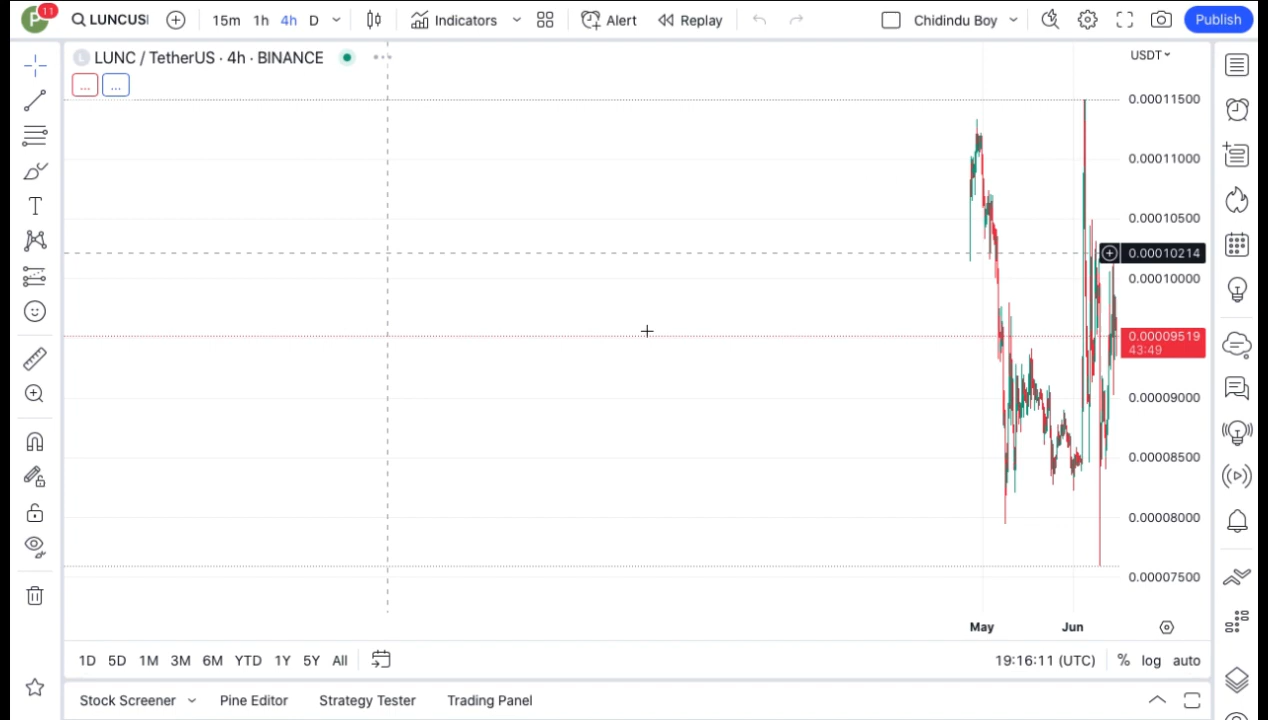 P 11 LUNCUS 15m 1h 4h D Indicators Alert Replay Chidindu Boy Publish
L LUNC / TetherUS · 4h · BINANCE
USDT
... ...
0.00011500
0.00011000
0.00010500
0.00010214
0.00010000
0.00009519
43:49
0.00009000
0.00008500
0.00008000
0.00007500
May Jun
1D 5D 1M 3M 6M YTD 1Y 5Y All 19:16:11 (UTC) % log auto
Stock Screener Pine Editor Strategy Tester Trading Panel